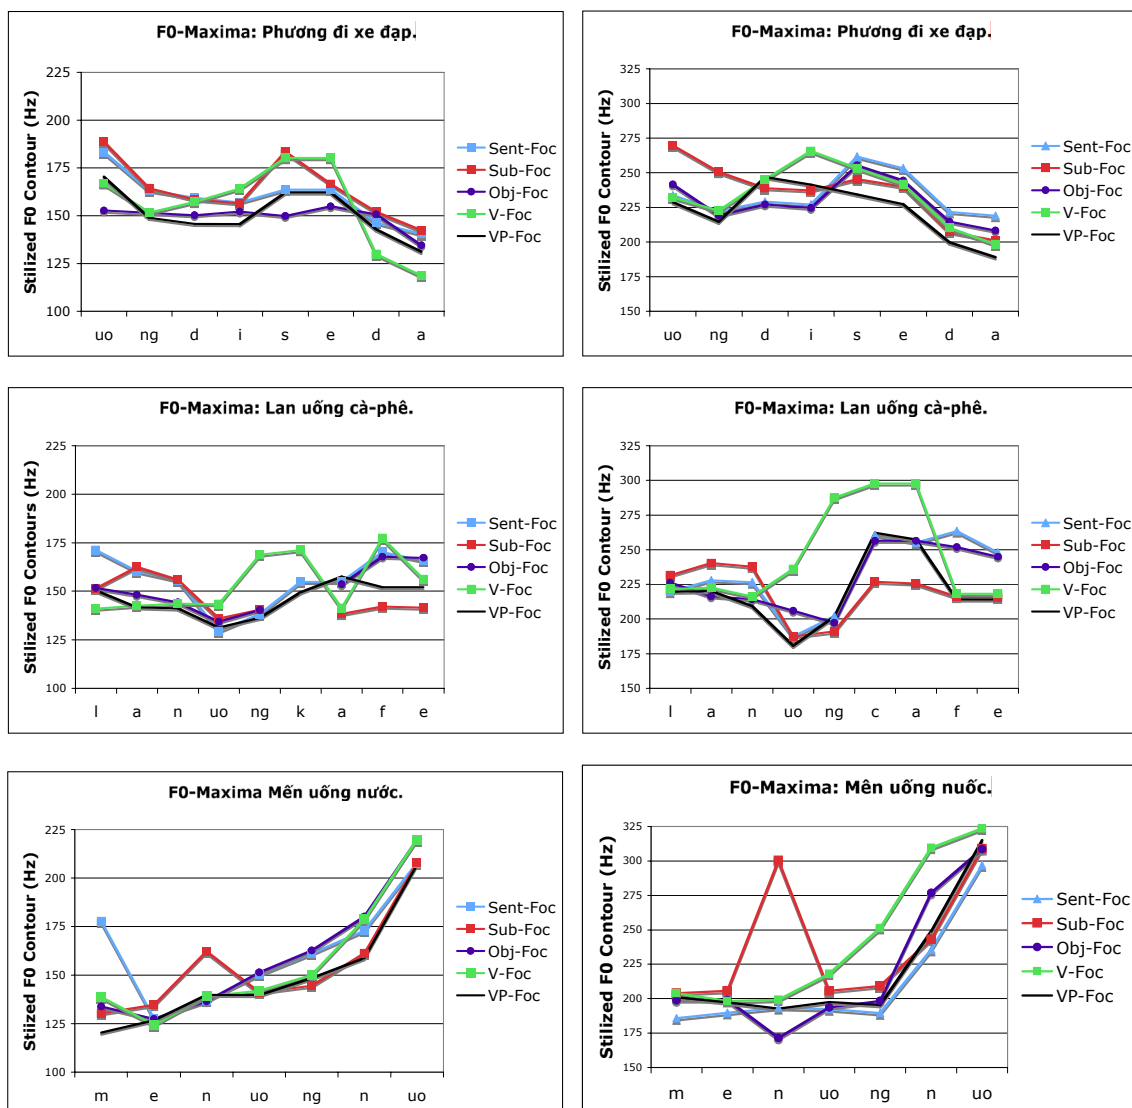 F0-Maxima: Phương đi xe đạp.
Stilized F0 Contour (Hz)
225
200
175
150
125
100
uo ng d i s e d a
Sent-Foc
Sub-Foc
Obj-Foc
V-Foc
VP-Foc
F0-Maxima: Phương đi xe đạp.
Stilized F0 Contour (Hz)
325
300
275
250
225
200
175
150
uo ng d i s e d a
Sent-Foc
Sub-Foc
Obj-Foc
V-Foc
VP-Foc
F0-Maxima: Lan uống cà-phê.
Stilized F0 Contours (Hz)
225
200
175
150
125
100
l a n uo ng k a f e
Sent-Foc
Sub-Foc
Obj-Foc
V-Foc
VP-Foc
F0-Maxima: Lan uống cà-phê.
Stilized F0 Contour (Hz)
325
300
275
250
225
200
175
150
l a n uo ng c a f e
Sent-Foc
Sub-Foc
Obj-Foc
V-Foc
VP-Foc
F0-Maxima Mến uống nước.
Stilized F0 Contour (Hz)
225
200
175
150
125
100
m e n uo ng n uo
Sent-Foc
Sub-Foc
Obj-Foc
V-Foc
VP-Foc
F0-Maxima: Mên uống nuốc.
Stilized F0 Contour (Hz)
325
300
275
250
225
200
175
150
m e n uo ng n uo
Sent-Foc
Sub-Foc
Obj-Foc
V-Foc
VP-Foc